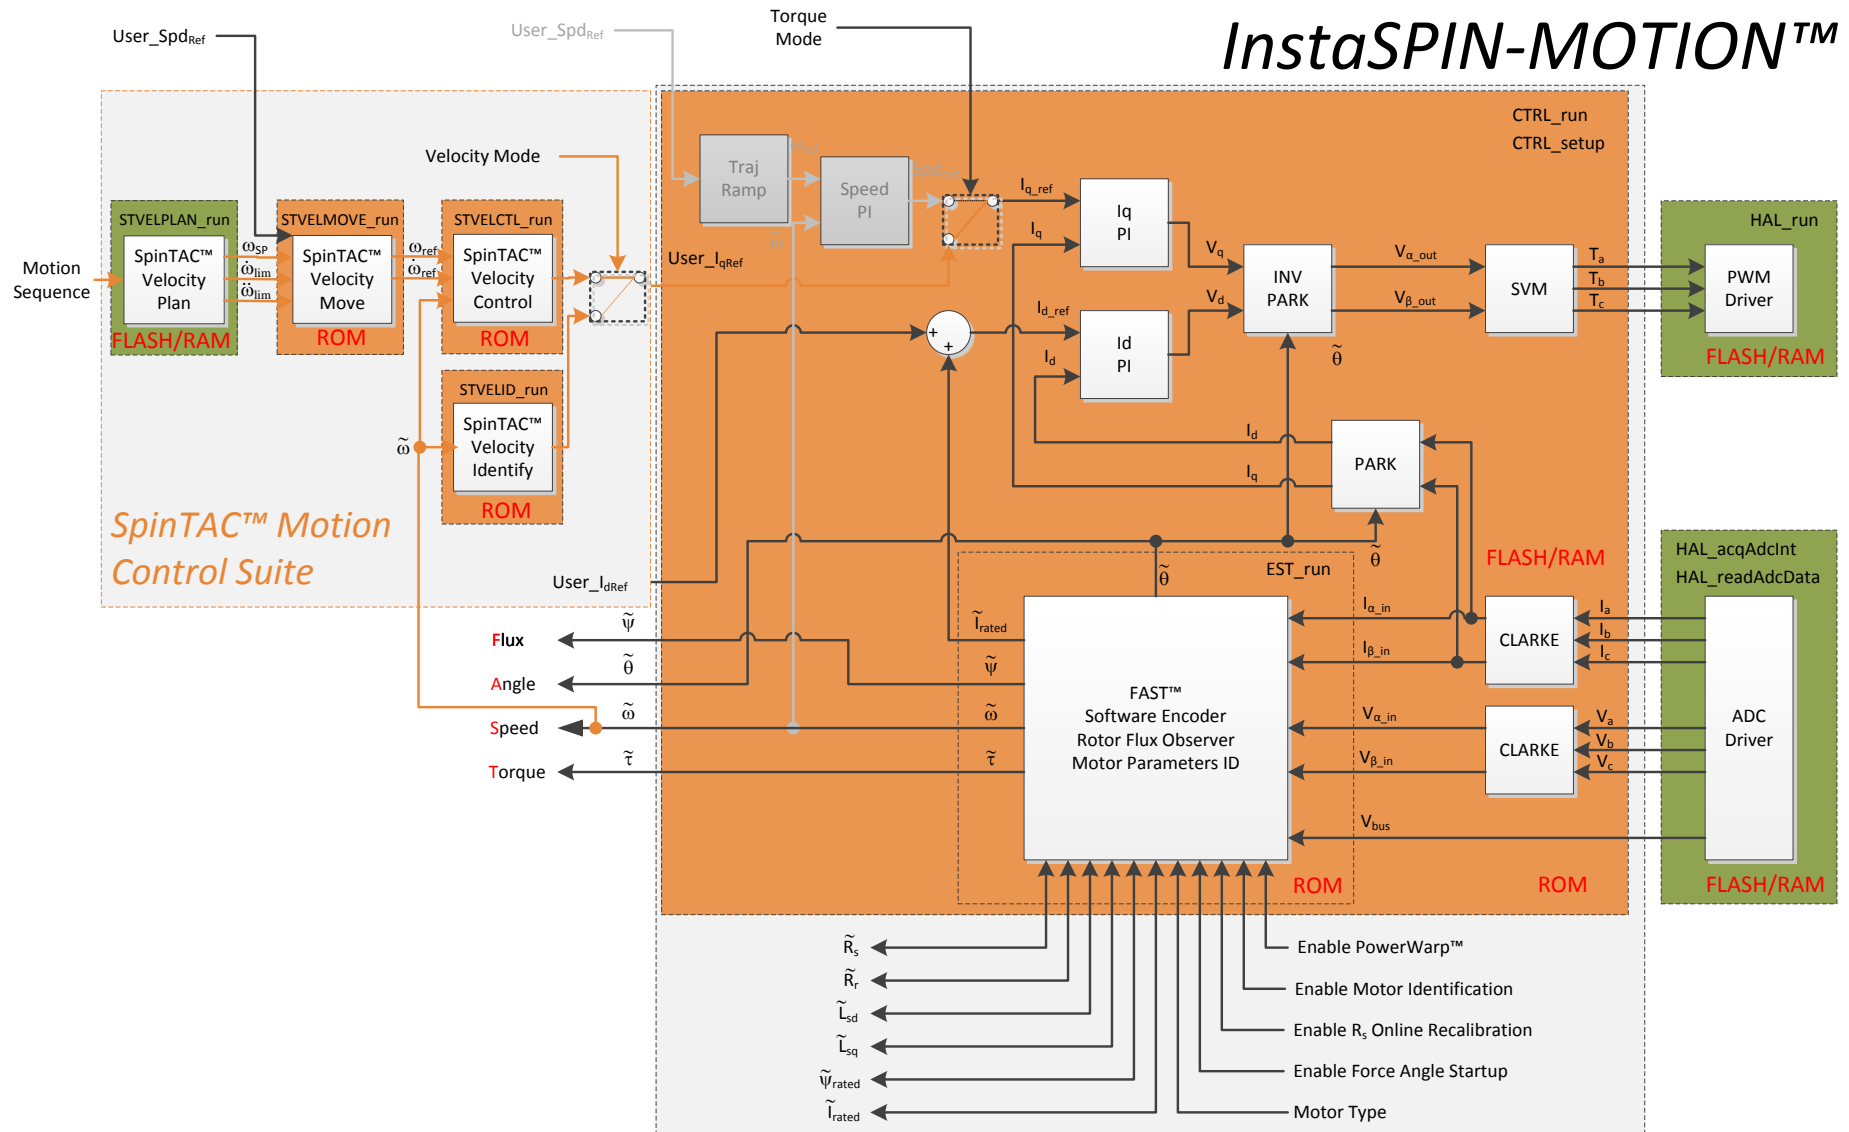 InstaSPIN-MOTION™
User_SpdRef
User_SpdRef
Torque
Mode
CTRL_run
CTRL_setup
Velocity Mode
Traj
Ramp
Speed
PI
Iq_ref
Iq
PI
Iq
User_IqRef
STVELPLAN_run
STVELMOVE_run
STVELCTL_run
HAL_run
Motion
Sequence
SpinTAC™
Velocity
Plan
ωSP
ω̇lim
ω̈lim
SpinTAC™
Velocity
Move
ωref
ω̇ref
SpinTAC™
Velocity
Control
FLASH/RAM
ROM
ROM
Vq
Vd
INV
PARK
Vα_out
Vβ_out
SVM
Ta
Tb
Tc
PWM
Driver
FLASH/RAM
+
+
Id_ref
Id
Id
PI
θ̃
STVELID_run
SpinTAC™
Velocity
Identify
ω̃
ROM
Id
Iq
PARK
SpinTAC™ Motion
Control Suite
User_IdRef
θ̃
EST_run
θ̃
FLASH/RAM
HAL_acqAdcInt
HAL_readAdcData
Flux
ψ̃
Angle
θ̃
Speed
ω̃
Torque
τ̃
Ĩrated
ψ̃
ω̃
τ̃
FAST™
Software Encoder
Rotor Flux Observer
Motor Parameters ID
Iα_in
Iβ_in
CLARKE
Ia
Ib
Ic
Vα_in
Vβ_in
CLARKE
Va
Vb
Vc
ADC
Driver
Vbus
ROM
ROM
FLASH/RAM
R̃s
R̃r
L̃sd
L̃sq
ψ̃rated
Ĩrated
Enable PowerWarp™
Enable Motor Identification
Enable Rs Online Recalibration
Enable Force Angle Startup
Motor Type